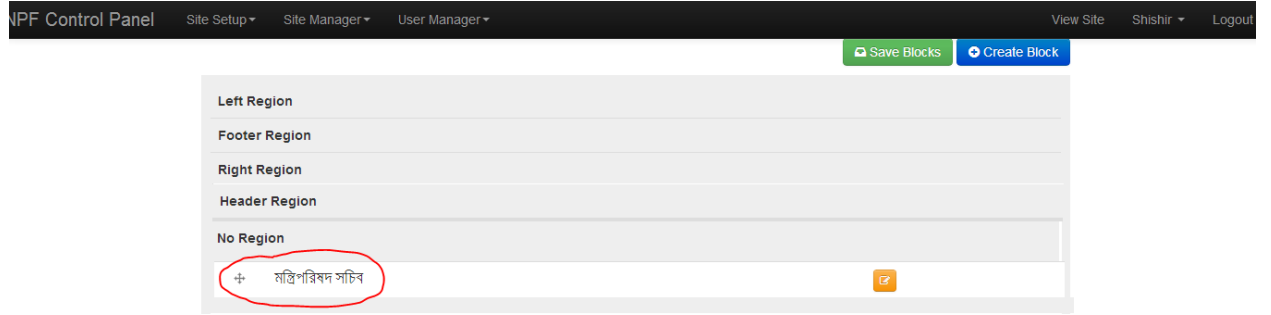 NPF Control Panel Site Setup Site Manager User Manager View Site Shishir Logout
Save Blocks Create Block
Left Region
Footer Region
Right Region
Header Region
No Region
মন্ত্রিপরিষদ সচিব